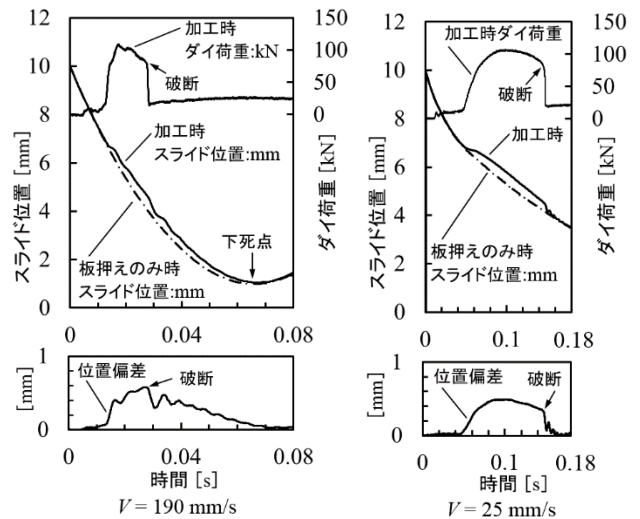 12
10
8
6
4
2
0
スライド位置 [mm]
加工時
ダイ荷重:kN
破断
加工時
スライド位置:mm
下死点
板押えのみ時
スライド位置:mm
150
100
50
0
ダイ荷重 [kN]
0
0.04
0.08
1
0
[mm]
位置偏差
破断
0
0.04
0.08
時間 [s]
V = 190 mm/s
12
10
8
6
4
2
0
スライド位置 [mm]
加工時ダイ荷重
破断
加工時
板押えのみ時
スライド位置:mm
150
100
50
0
ダイ荷重 [kN]
0
0.1
0.18
1
0
[mm]
位置偏差
破断
0
0.1
0.18
時間 [s]
V = 25 mm/s